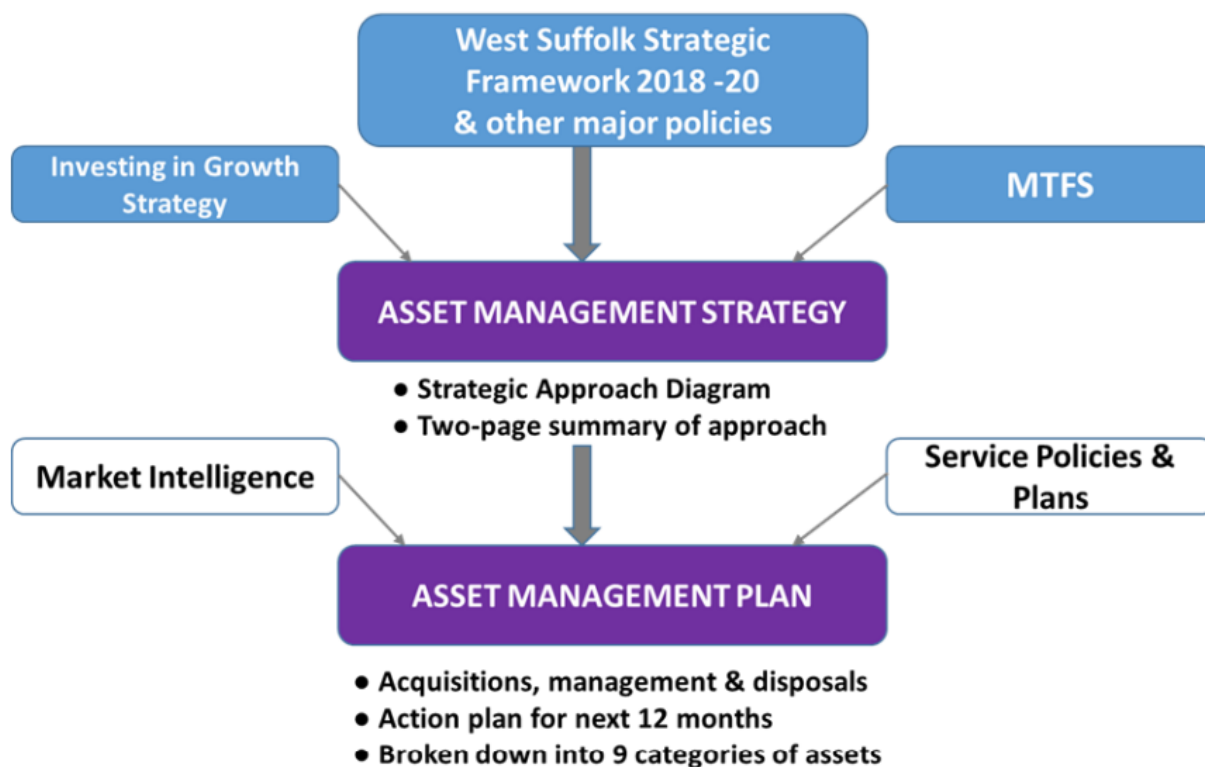 West Suffolk Strategic
Framework 2018 -20
& other major policies
Investing in Growth
Strategy
MTFS
ASSET MANAGEMENT STRATEGY
● Strategic Approach Diagram
● Two-page summary of approach
Market Intelligence
Service Policies &
Plans
ASSET MANAGEMENT PLAN
● Acquisitions, management & disposals
● Action plan for next 12 months
● Broken down into 9 categories of assets